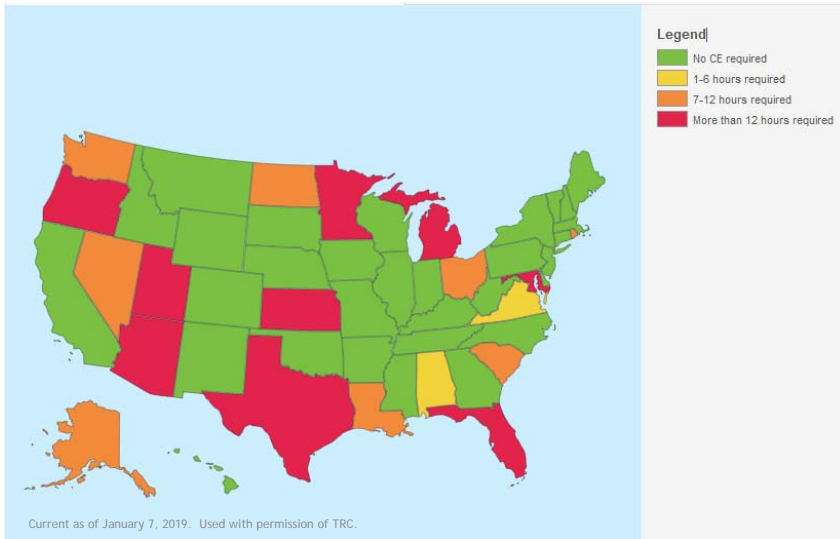 Legend
No CE required
1-6 hours required
7-12 hours required
More than 12 hours required
Current as of January 7, 2019. Used with permission of TRC.